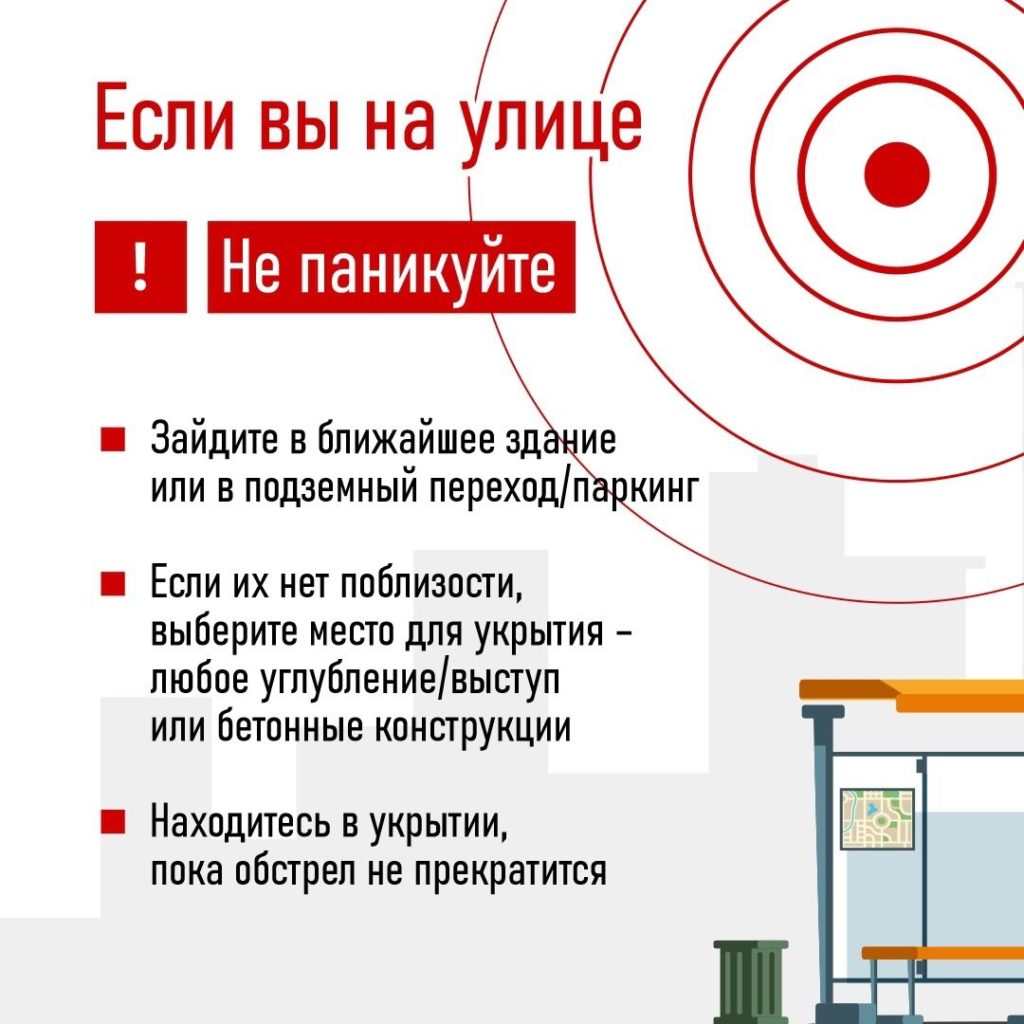 Если вы на улице
! Не паникуйте
Зайдите в ближайшее здание
или в подземный переход/паркинг
Если их нет поблизости,
выберите место для укрытия –
любое углубление/выступ
или бетонные конструкции
Находитесь в укрытии,
пока обстрел не прекратится